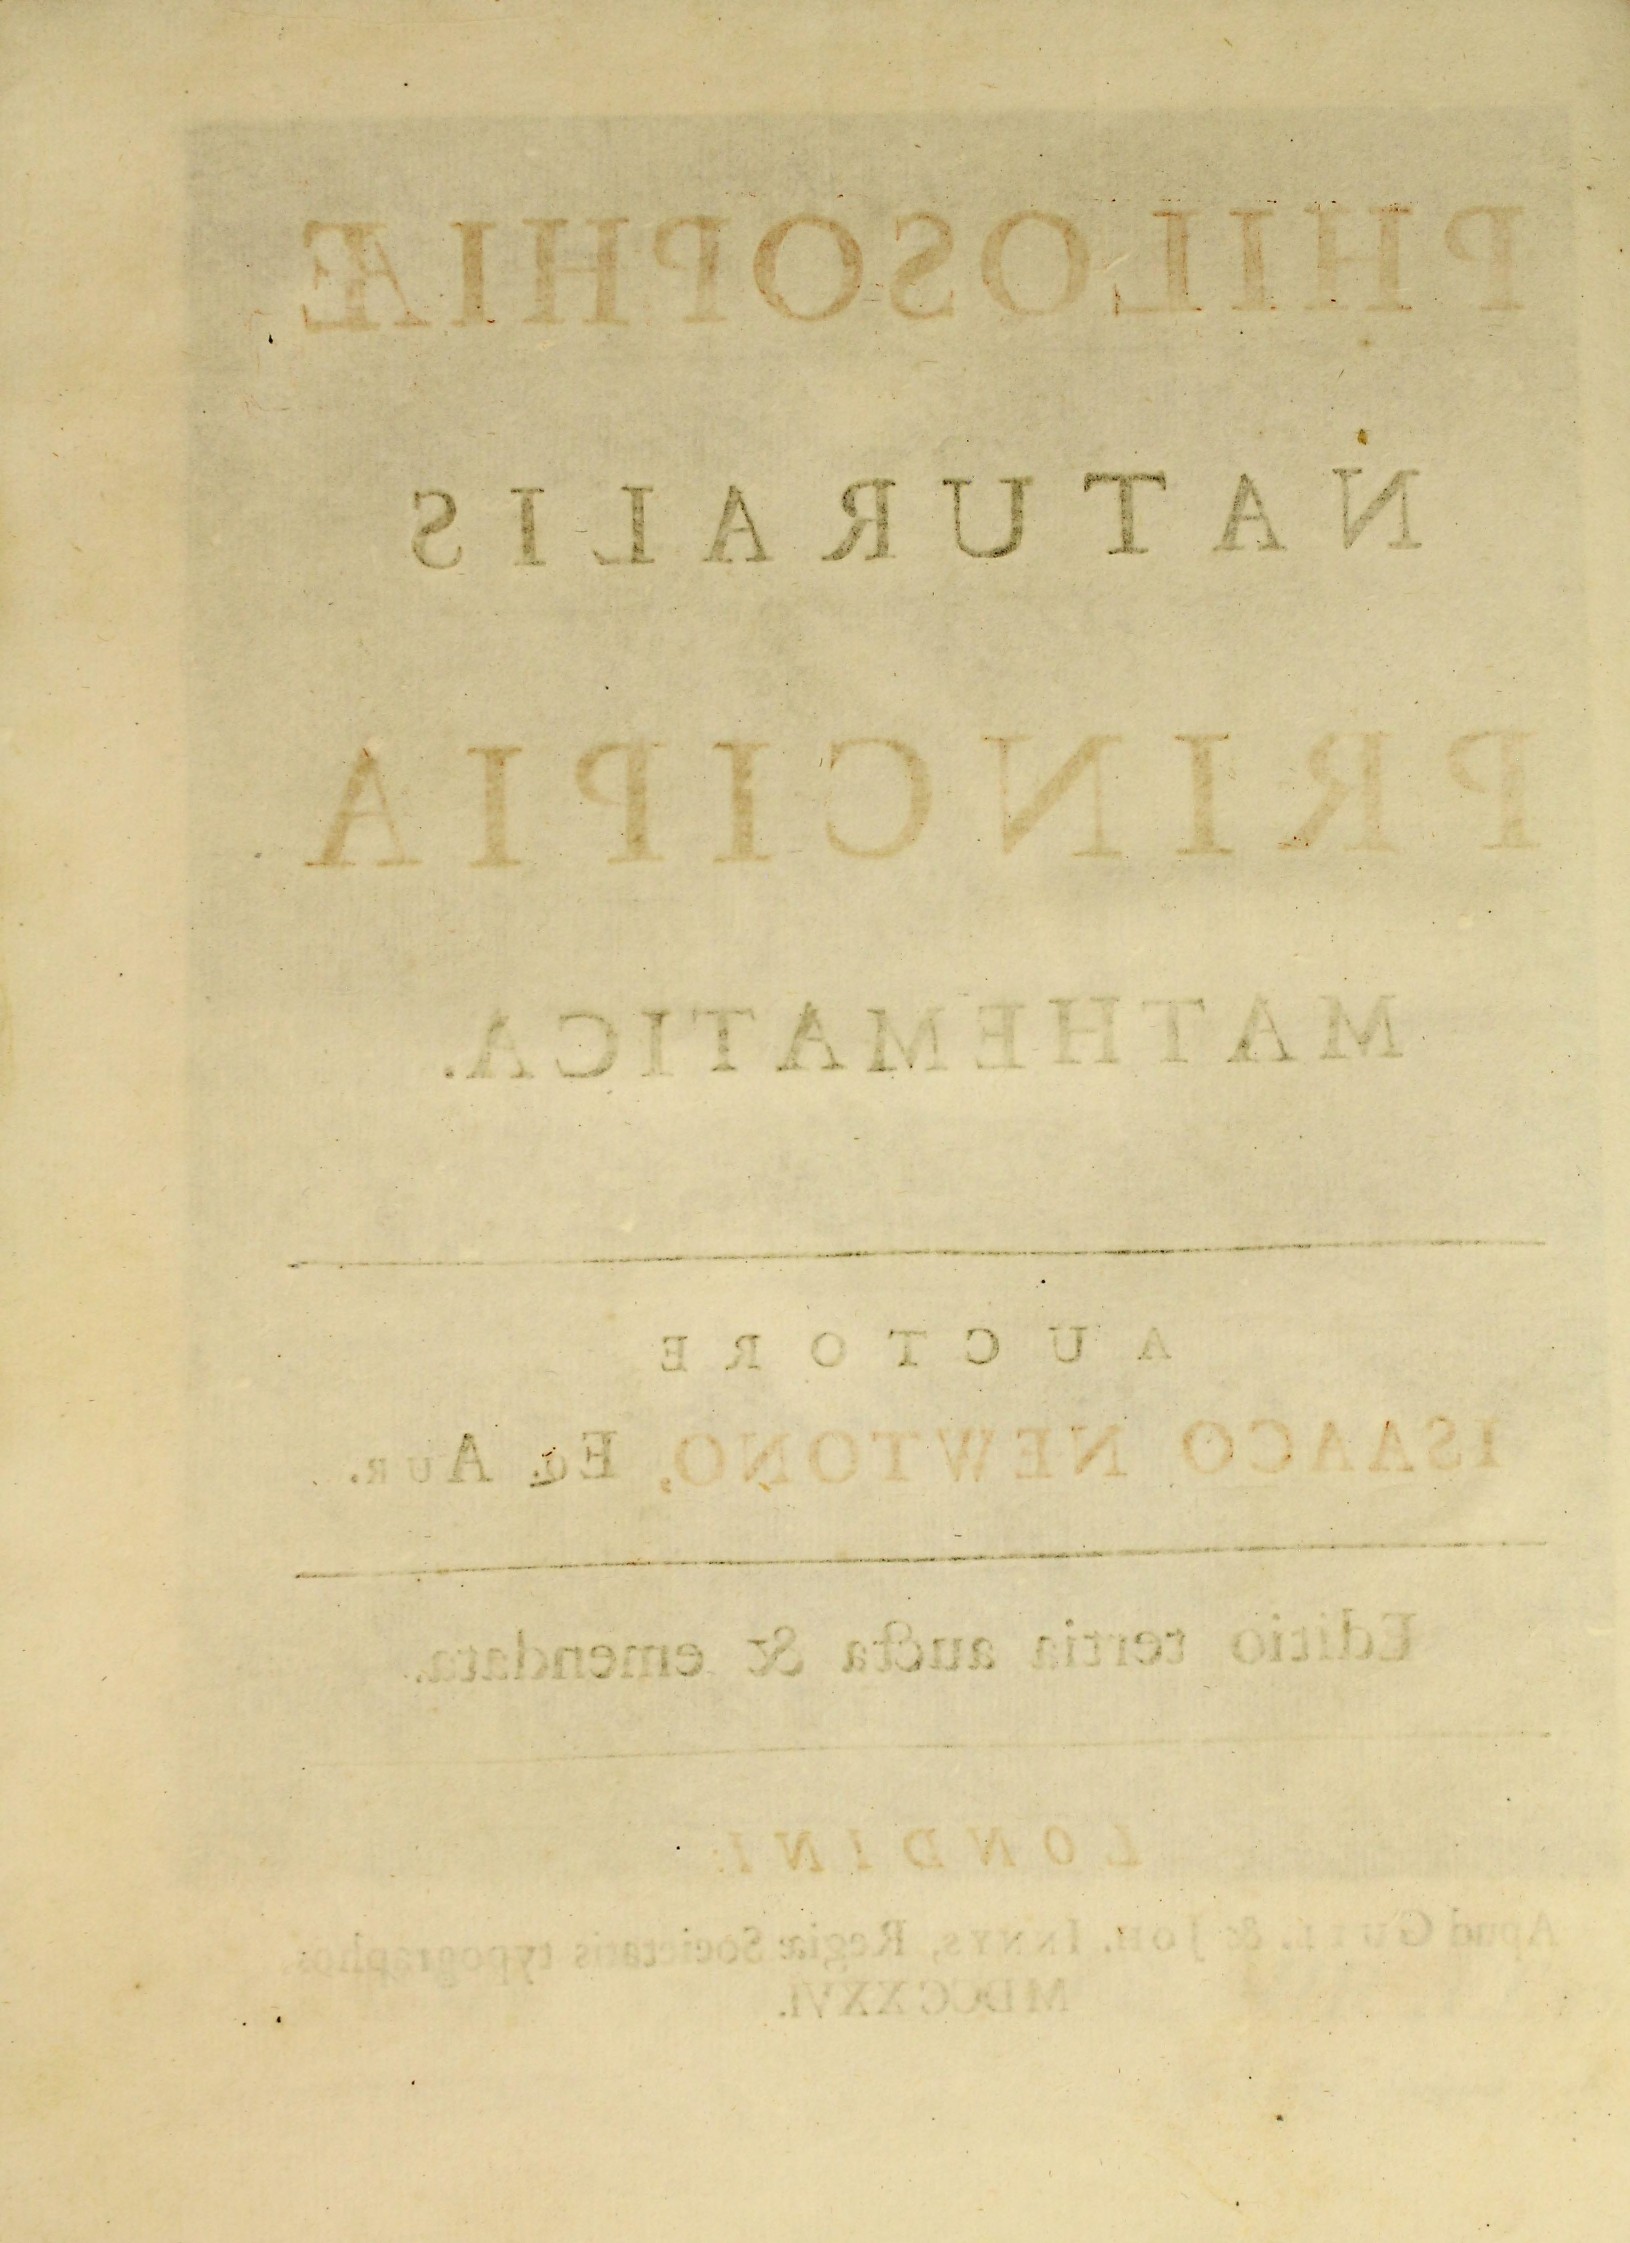 PHILOSOPHIÆ
NATURALIS
PRINCIPIA
MATHEMATICA.
AUCTORE
ISAACO NEWTONO, EQ. AUR.
Editio tertia aucta & emendata.
LONDINI:
Apud GUIL. & JOH. INNYS, Regiæ Societatis typographos.
MDCCXXVI.